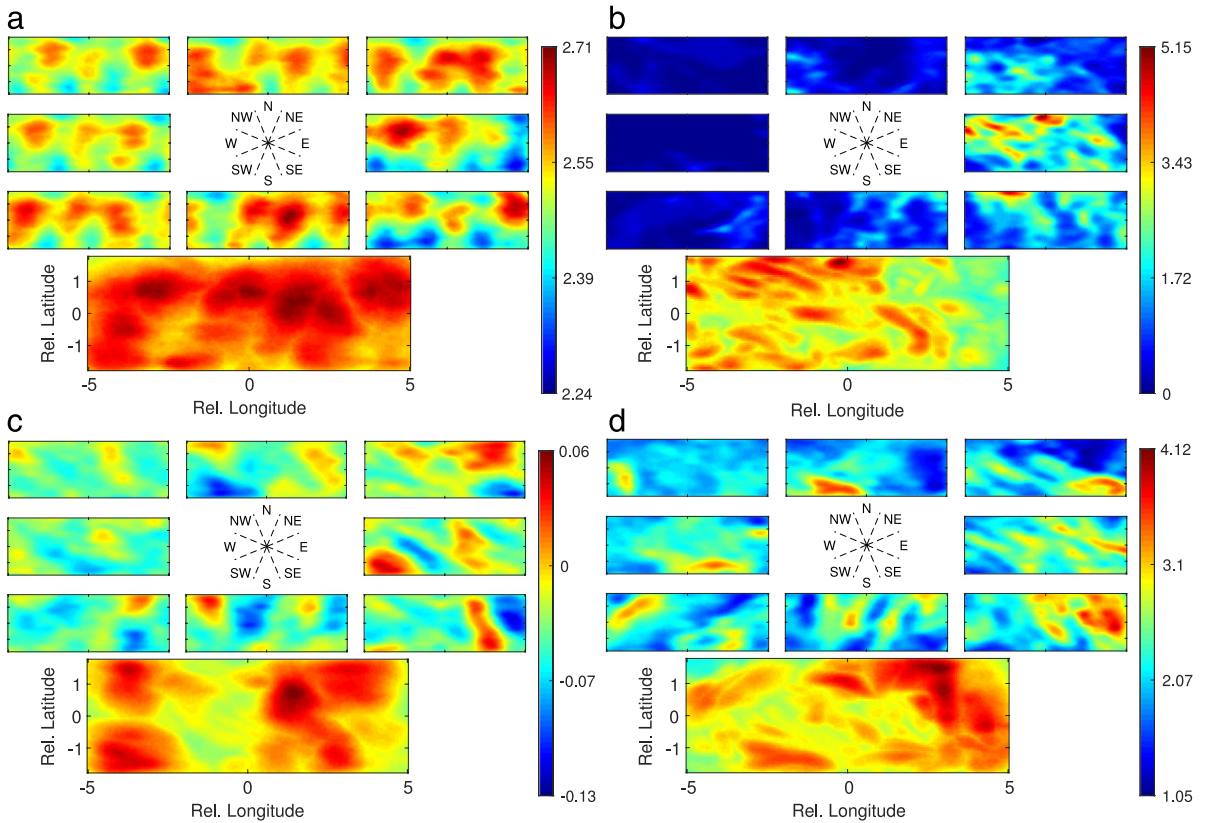 a
N
NW NE
W E
SW SE
S
2.71
2.55
2.39
2.24
Rel. Latitude
1
0
-1
-5 0 5
Rel. Longitude
b
N
NW NE
W E
SW SE
S
5.15
3.43
1.72
0
Rel. Latitude
1
0
-1
-5 0 5
Rel. Longitude
c
N
NW NE
W E
SW SE
S
0.06
0
-0.07
-0.13
Rel. Latitude
1
0
-1
-5 0 5
Rel. Longitude
d
N
NW NE
W E
SW SE
S
4.12
3.1
2.07
1.05
Rel. Latitude
1
0
-1
-5 0 5
Rel. Longitude